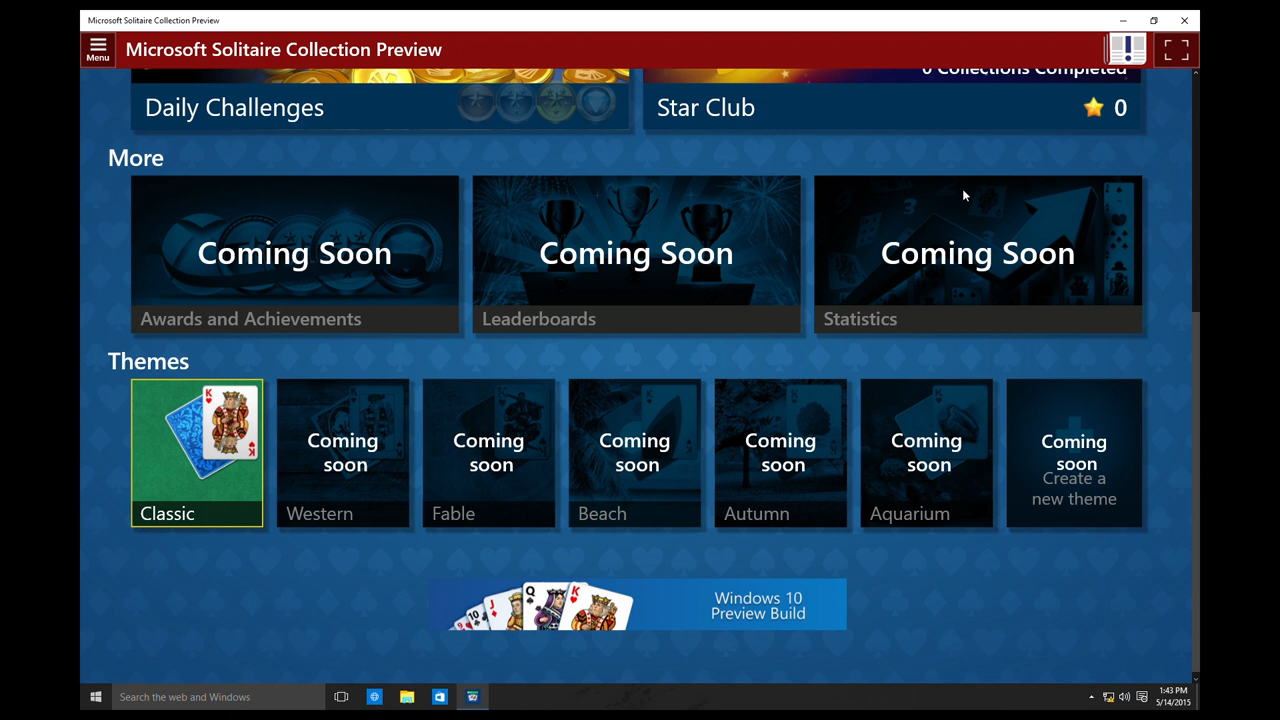 Microsoft Solitaire Collection Preview
Menu
Microsoft Solitaire Collection Preview
0 Collections Completed
Daily Challenges
Star Club
0
More
Coming Soon
Coming Soon
Coming Soon
Awards and Achievements
Leaderboards
Statistics
Themes
K
K
Classic
Coming
soon
Western
Coming
soon
Fable
Coming
soon
Beach
Coming
soon
Autumn
Coming
soon
Aquarium
Coming
soon
Create a
new theme
9
10
J
Q
K
Windows 10
Preview Build
Search the web and Windows
1:43 PM
5/14/2015